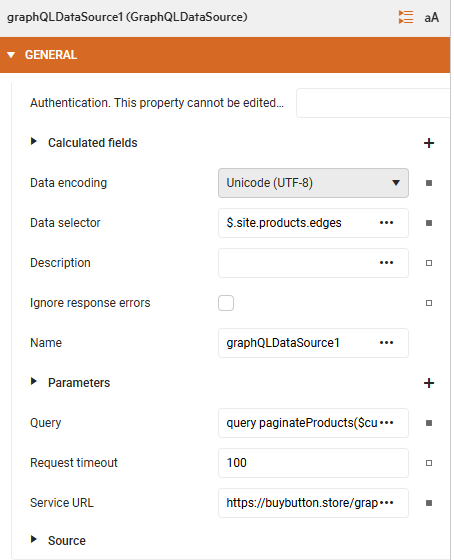 graphQLDataSource1 (GraphQLDataSource) aA
GENERAL
Authentication. This property cannot be edited...
Calculated fields
Data encoding Unicode (UTF-8)
Data selector $.site.products.edges
Description
Ignore response errors
Name graphQLDataSource1
Parameters
Query query paginateProducts($cu
Request timeout 100
Service URL https://buybutton.store/grap
Source